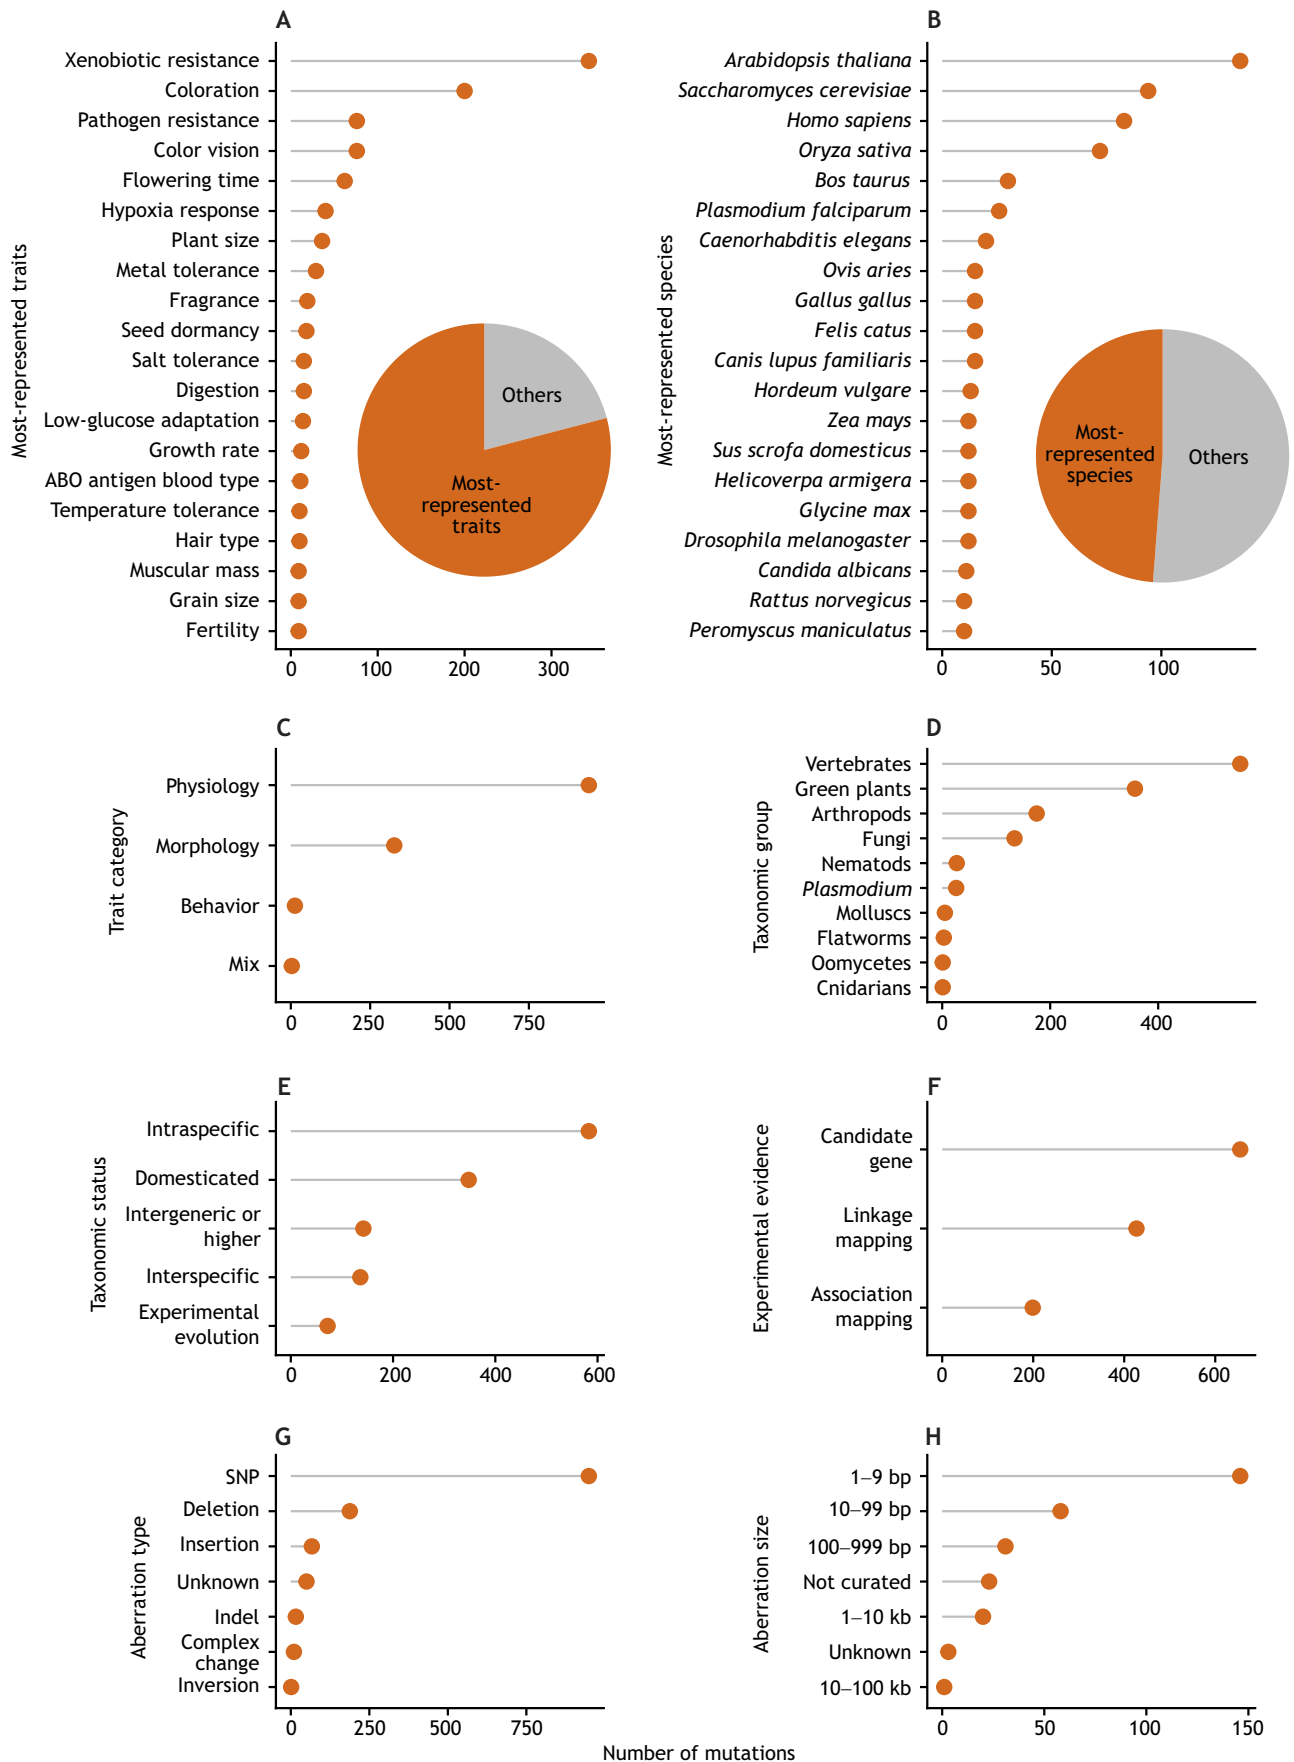 A
Most-represented traits
Xenobiotic resistance
Coloration
Pathogen resistance
Color vision
Flowering time
Hypoxia response
Plant size
Metal tolerance
Fragrance
Seed dormancy
Salt tolerance
Digestion
Low-glucose adaptation
Growth rate
ABO antigen blood type
Temperature tolerance
Hair type
Muscular mass
Grain size
Fertility
Others
Most-
represented
traits
0 100 200 300
B
Most-represented species
Arabidopsis thaliana
Saccharomyces cerevisiae
Homo sapiens
Oryza sativa
Bos taurus
Plasmodium falciparum
Caenorhabditis elegans
Ovis aries
Gallus gallus
Felis catus
Canis lupus familiaris
Hordeum vulgare
Zea mays
Sus scrofa domesticus
Helicoverpa armigera
Glycine max
Drosophila melanogaster
Candida albicans
Rattus norvegicus
Peromyscus maniculatus
Most-
represented
species
Others
0 50 100
C
Trait category
Physiology
Morphology
Behavior
Mix
0 250 500 750
D
Taxonomic group
Vertebrates
Green plants
Arthropods
Fungi
Nematods
Plasmodium
Molluscs
Flatworms
Oomycetes
Cnidarians
0 200 400
E
Taxonomic status
Intraspecific
Domesticated
Intergeneric or
higher
Interspecific
Experimental
evolution
0 200 400 600
F
Experimental evidence
Candidate
gene
Linkage
mapping
Association
mapping
0 200 400 600
G
Aberration type
SNP
Deletion
Insertion
Unknown
Indel
Complex
change
Inversion
0 250 500 750
H
Aberration size
1–9 bp
10–99 bp
100–999 bp
Not curated
1–10 kb
Unknown
10–100 kb
0 50 100 150
Number of mutations